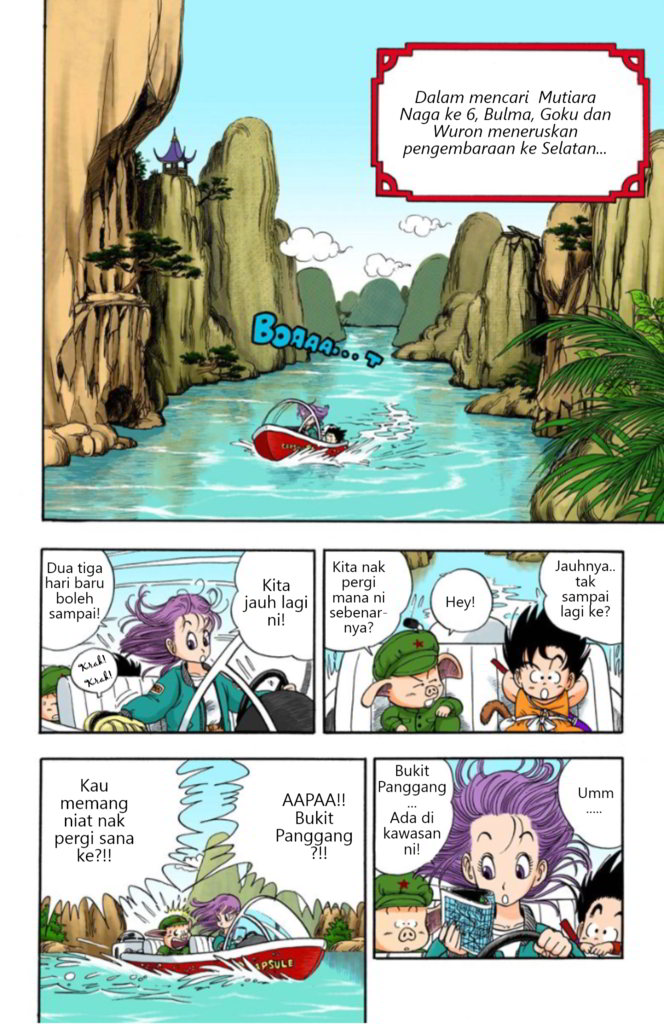 Dalam mencari Mutiara
Naga ke 6, Bulma, Goku dan
Wuron meneruskan
pengembaraan ke Selatan...
BOAAA...T
Jauhnya..
tak
sampai
lagi ke?
Hey!
Kita nak
pergi
mana ni
sebenar-
nya?
Kita
jauh lagi
ni!
Dua tiga
hari baru
boleh
sampai!
Krak!
Krak!
Umm
.....
Bukit
Panggang
...
Ada di
kawasan
ni!
AAPAA!!
Bukit
Panggang
?!!
Kau
memang
niat nak
pergi sana
ke?!!